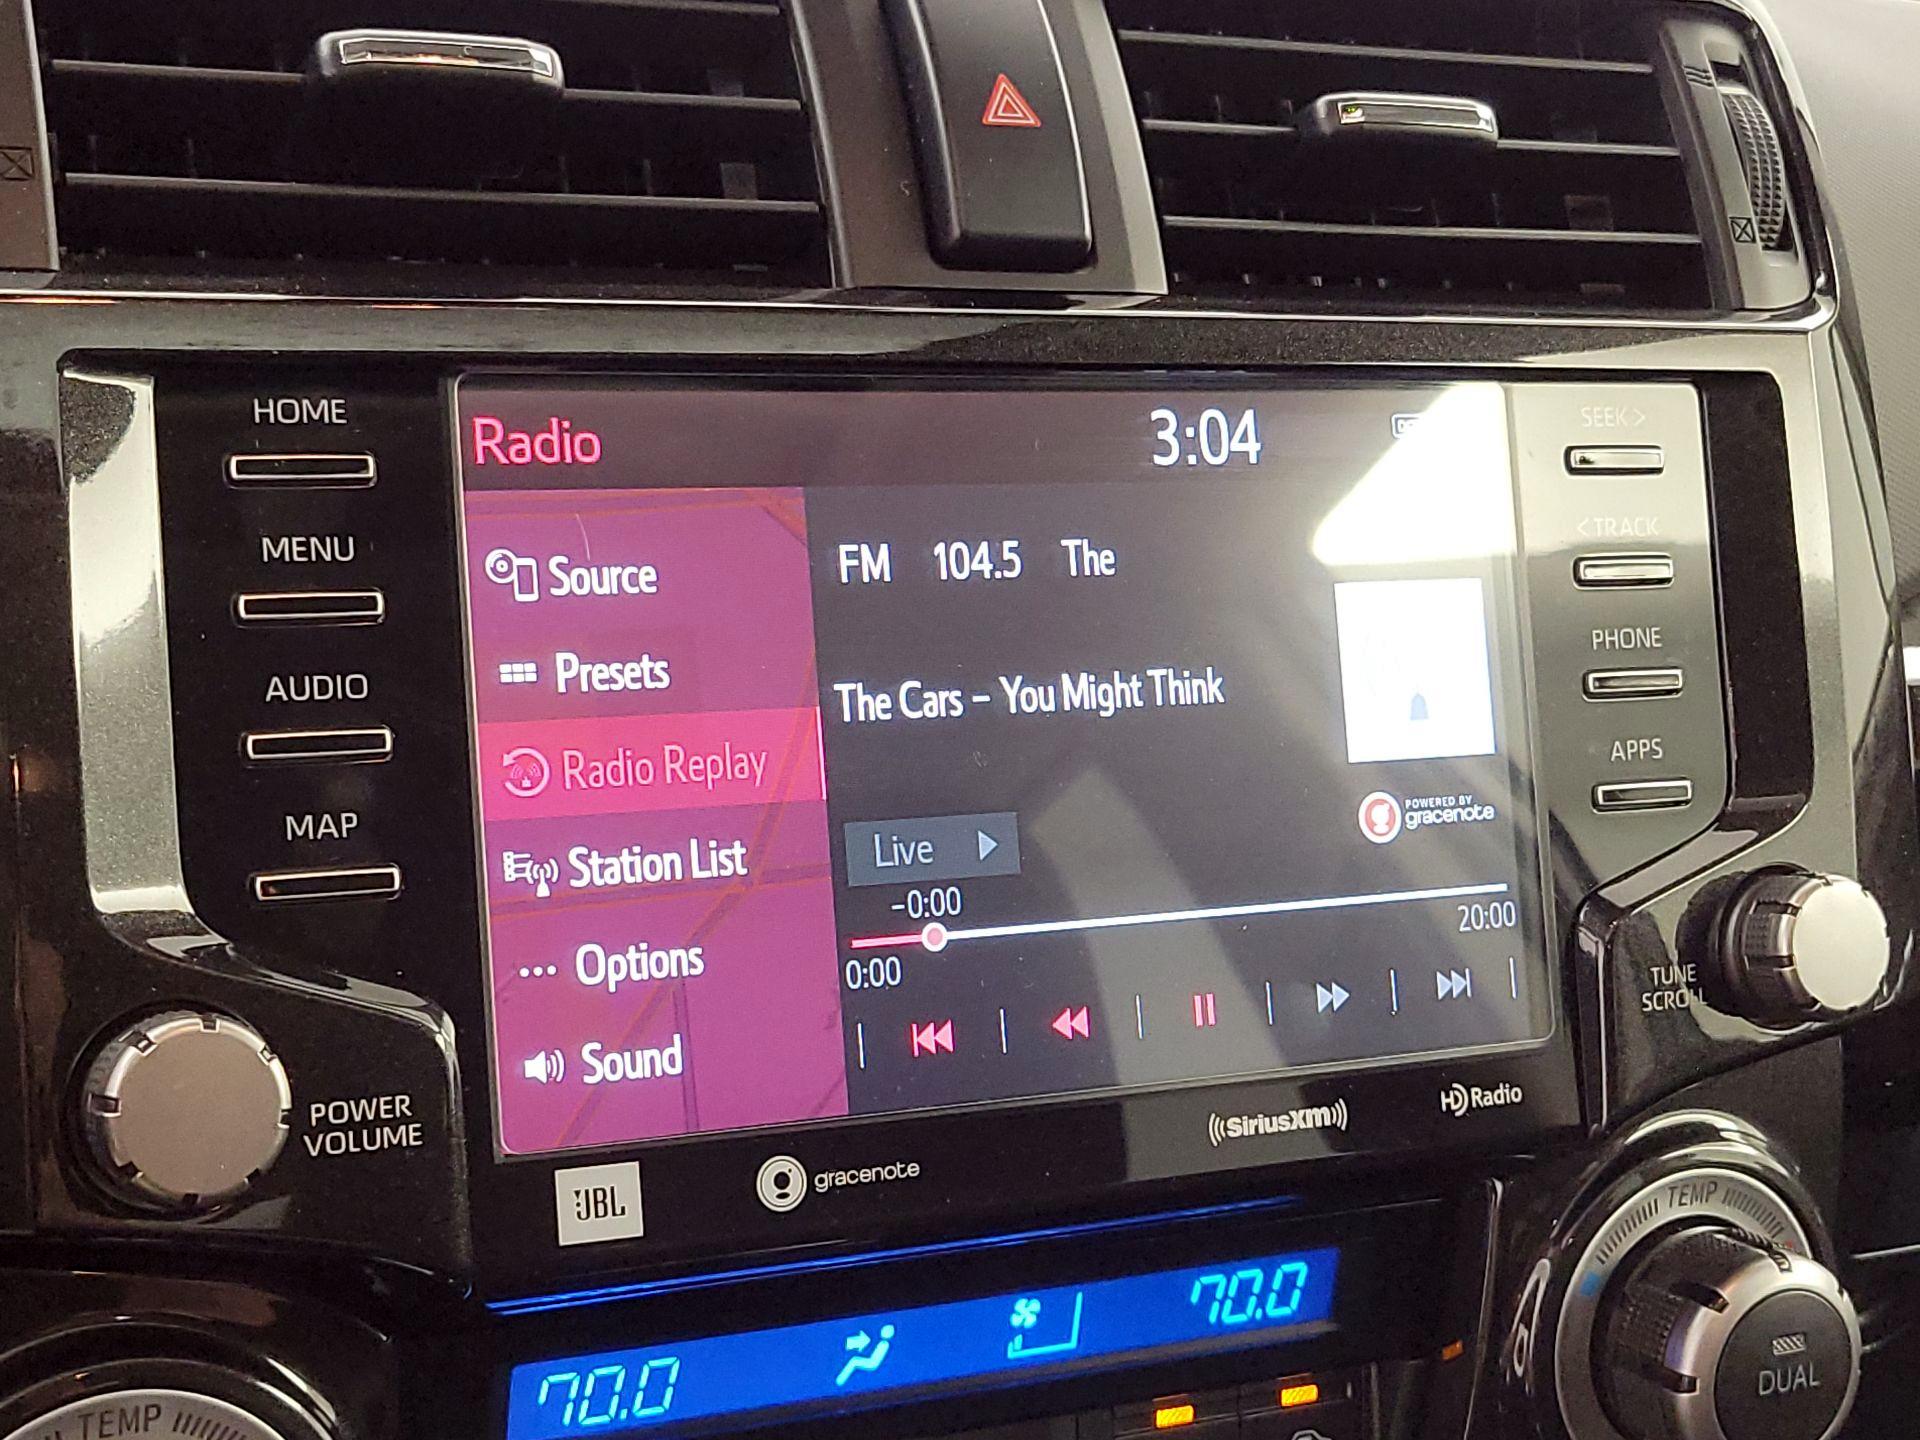 HOME
MENU
AUDIO
MAP
POWER
VOLUME
Radio
3:04
Source
Presets
Radio Replay
Station List
Options
Sound
FM 104.5 The
The Cars – You Might Think
POWERED BY
gracenote
Live
-0:00
0:00
20:00
SEEK >
< TRACK
PHONE
APPS
TUNE
SCROLL
JBL
gracenote
SiriusXM
HD Radio
70.0
70.0
TEMP
TEMP
DUAL